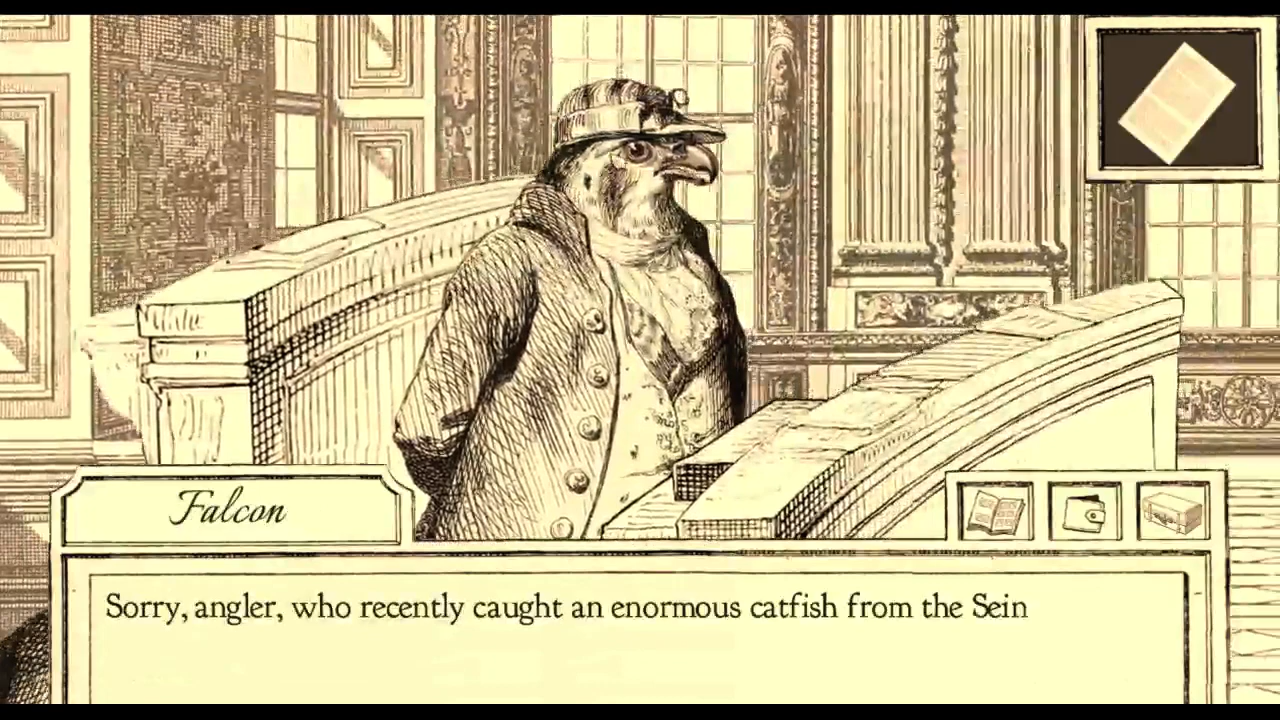 Falcon
Sorry, angler, who recently caught an enormous catfish from the Sein